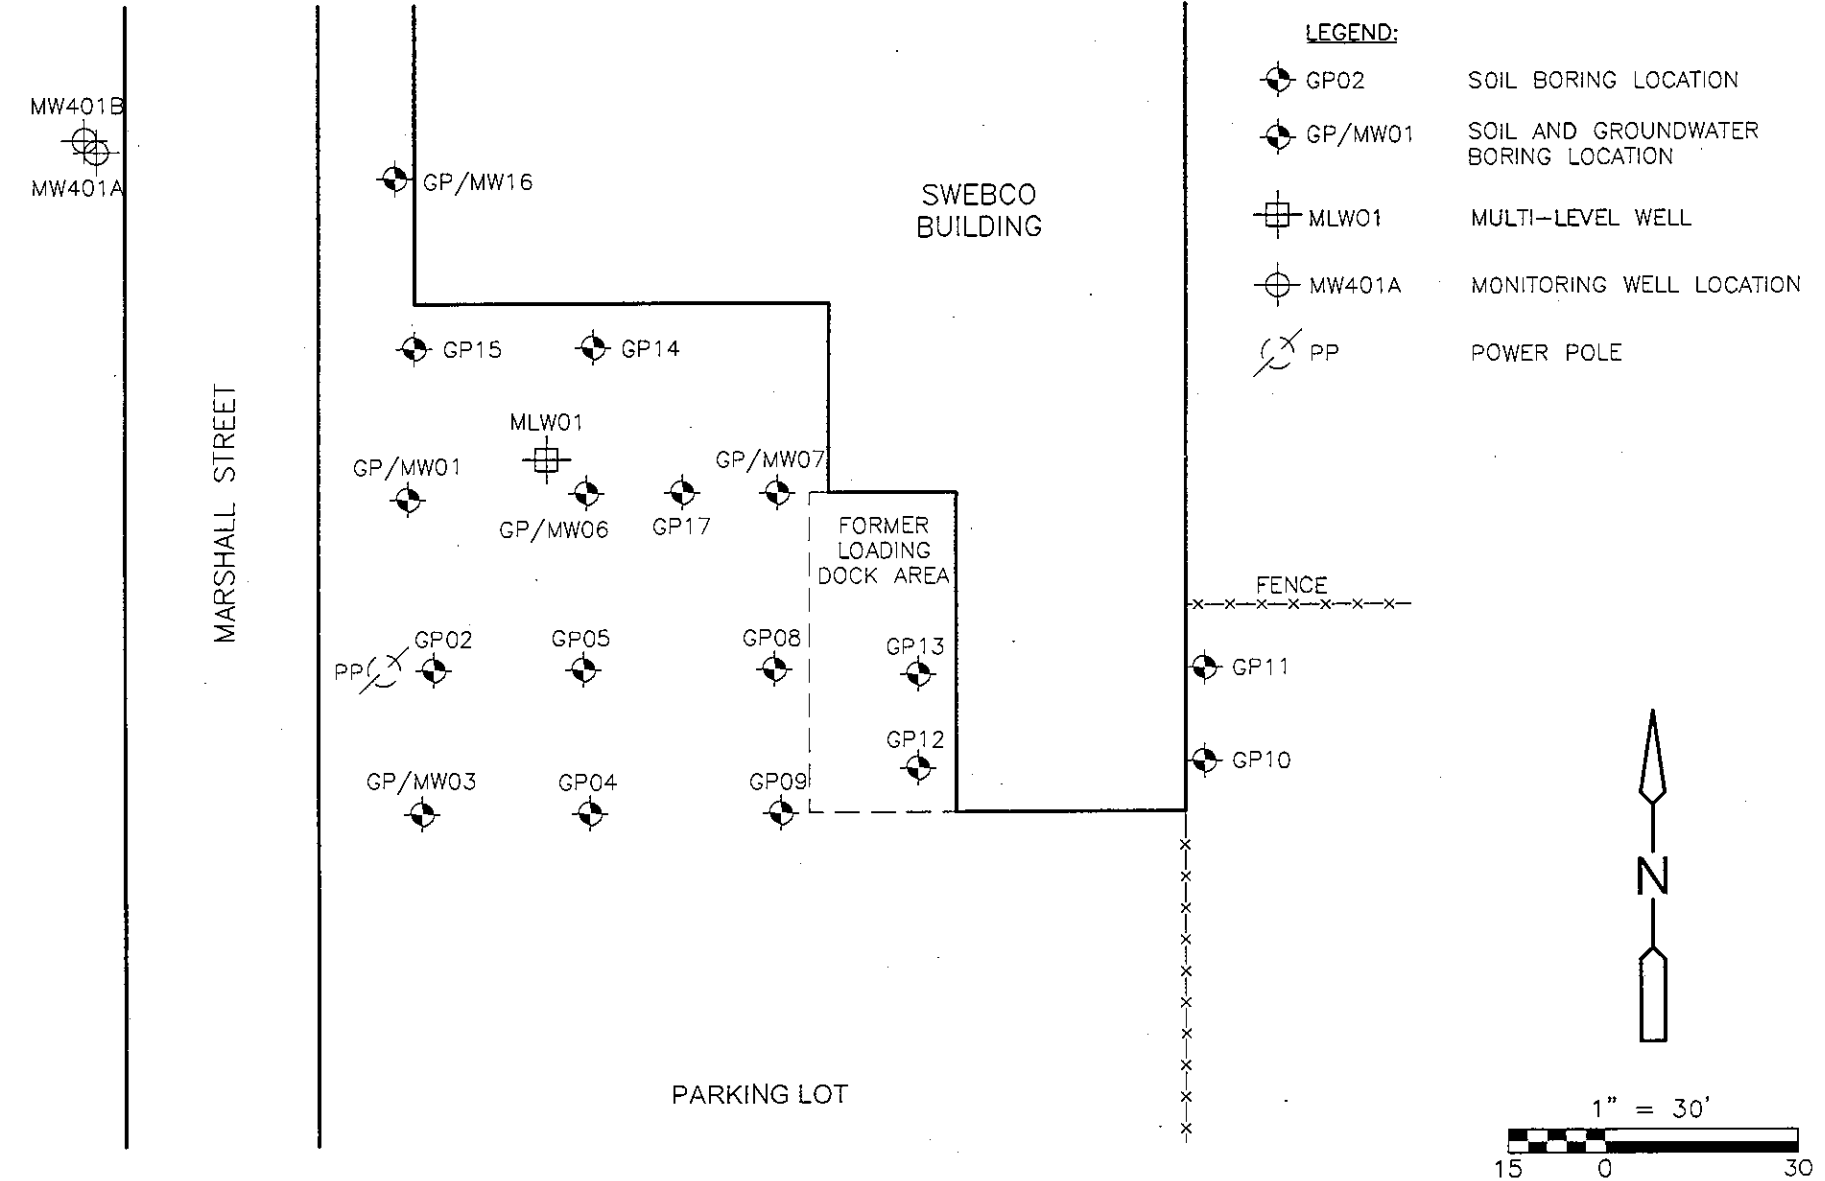 LEGEND:
GP02 SOIL BORING LOCATION
GP/MW01 SOIL AND GROUNDWATER
BORING LOCATION
MLW01 MULTI-LEVEL WELL
MW401A MONITORING WELL LOCATION
PP POWER POLE
MW401B
MW401A
GP/MW16
SWEBCO
BUILDING
GP15
GP14
MARSHALL STREET
MLW01
GP/MW01
GP/MW07
GP/MW06
GP17
FORMER
LOADING
DOCK AREA
FENCE
PP
GP02
GP05
GP08
GP13
GP11
GP12
GP10
GP/MW03
GP04
GP09
N
PARKING LOT
1" = 30'
15 0 30